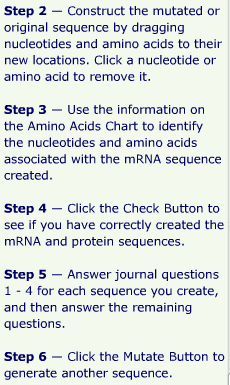 Step 2 — Construct the mutated or
original sequence by dragging
nucleotides and amino acids to their
new locations. Click a nucleotide or
amino acid to remove it.
Step 3 — Use the information on
the Amino Acids Chart to identify
the nucleotides and amino acids
associated with the mRNA sequence
created.
Step 4 — Click the Check Button to
see if you have correctly created the
mRNA and protein sequences.
Step 5 — Answer journal questions
1 - 4 for each sequence you create,
and then answer the remaining
questions.
Step 6 — Click the Mutate Button to
generate another sequence.